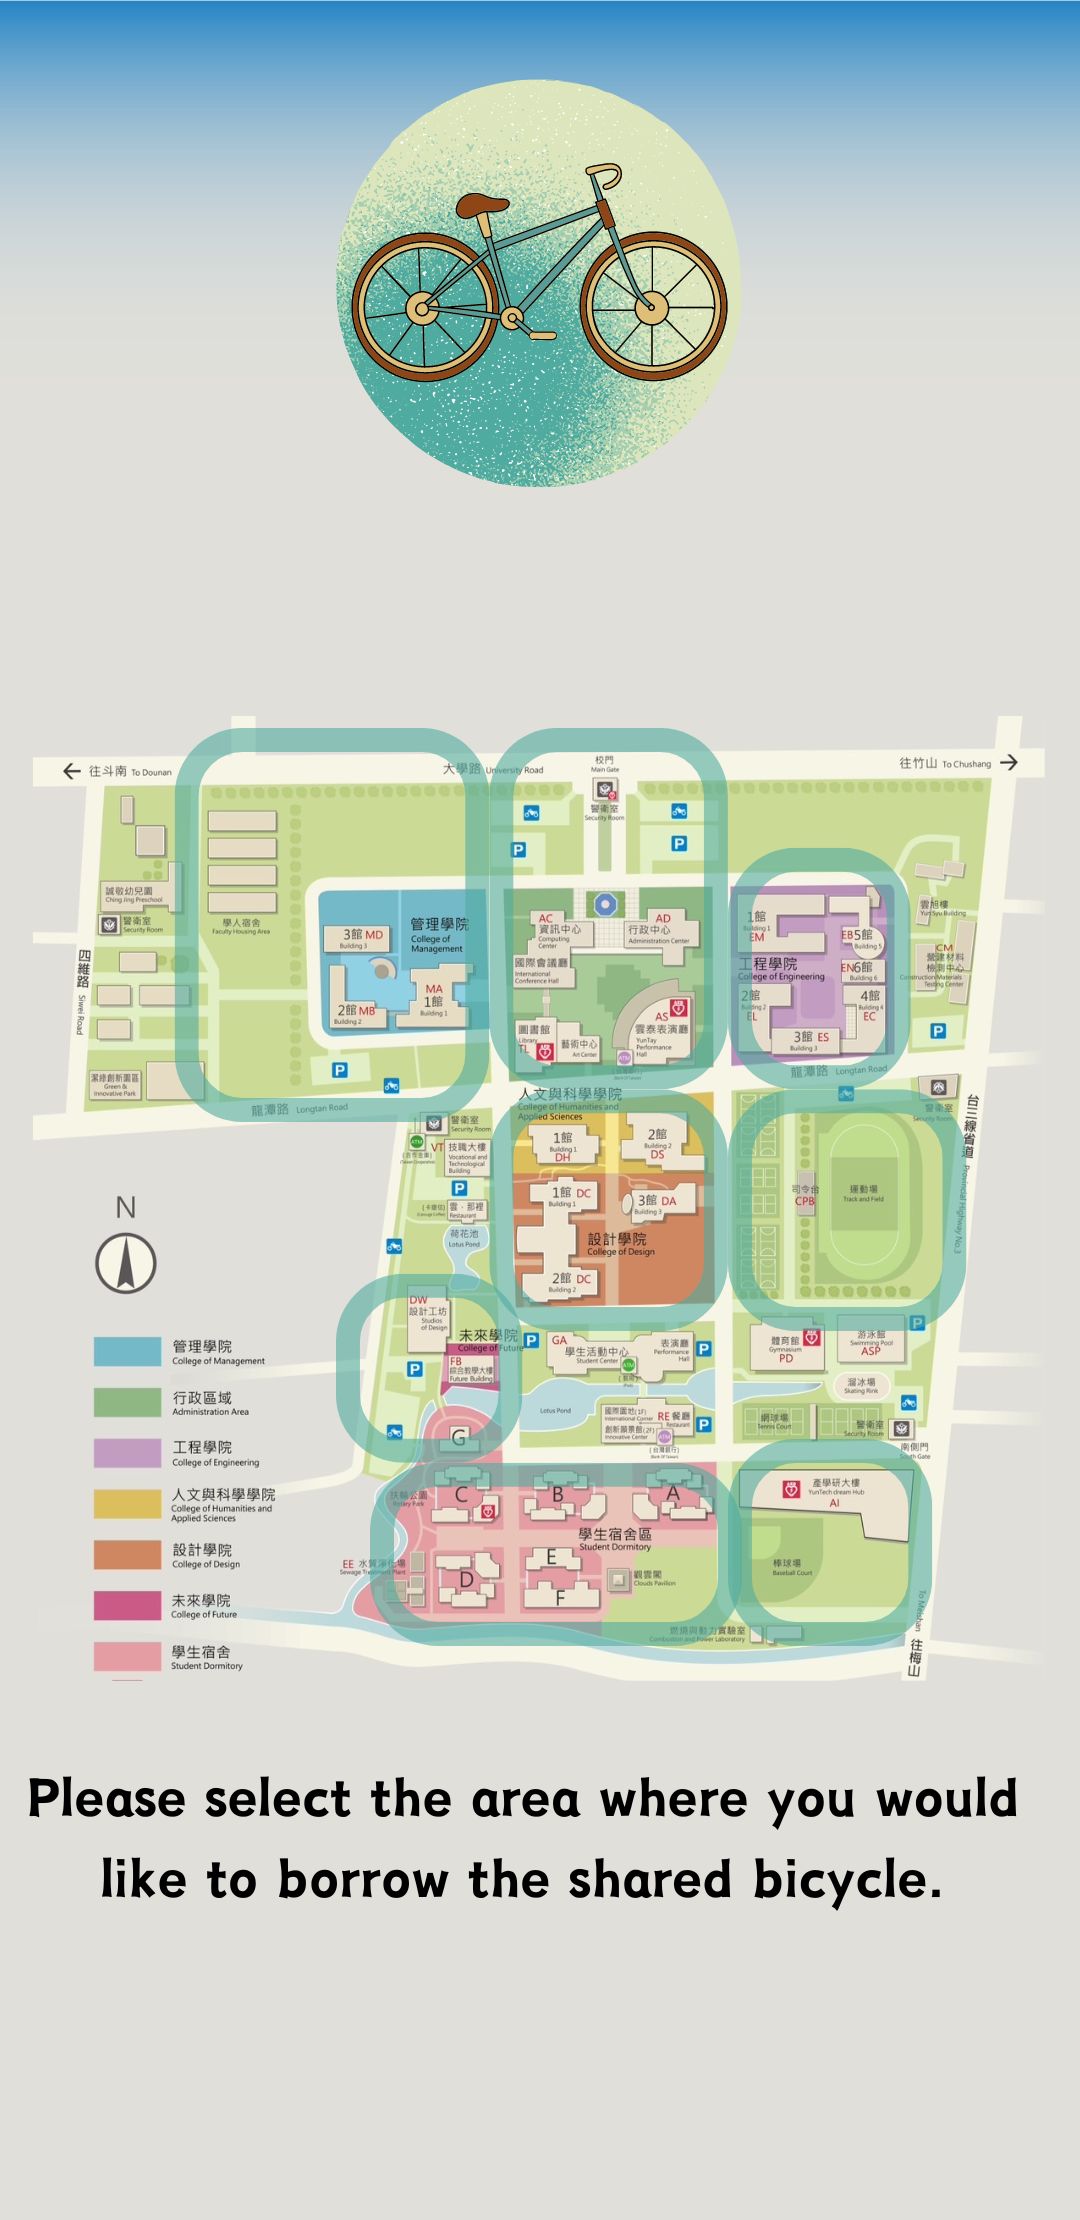 往斗南 To Dounan
大學路 University Road
校門
Main Gate
往竹山 To Chushang
警衛室
Security Room
誠敬幼兒園
Ching Jing Preschool
警衛室
Security Room
四維路 Siwei Road
潔綠創新園區
Green &
Innovative Park
學人宿舍
Faculty Housing Area
P
P
P
管理學院
College of
Management
3館 MD
Building 3
MA
1館
Building 1
2館 MB
Building 2
P
AC
資訊中心
Computing
Center
AD
行政中心
Administration Center
國際會議廳
International
Conference Hall
圖書館
Library
TL
藝術中心
Art Center
AS
雲泰表演廳
YunTay
Performance
Hall
1館
Building 1
EM
EB 5館
Building 5
工程學院
College of Engineering
EN 6館
Building 6
2館
Building 2
EL
4館
Building 4
EC
3館 ES
Building 3
雲旭樓
Yun Syu Building
CM
營建材料
檢測中心
Construction Materials
Testing Center
P
龍潭路 Longtan Road
龍潭路 Longtan Road
警衛室
Security Room
台三線省道 Provincial Highway No.3
警衛室
Security Room
ATM
VT 技職大樓
Vocational and
Technological
Building
P
雲·那裡
Restaurant
荷花池
Lotus Pond
人文與科學學院
College of Humanities and
Applied Sciences
1館
Building 1
DH
2館
Building 2
DS
1館 DC
Building 1
3館 DA
Building 3
設計學院
College of Design
2館 DC
Building 2
司令台
CPB
運動場
Track and Field
N
DW
設計工坊
Studios
of Design
未來學院
College of Future
FB
綜合教學大樓
Future Building
P
P
GA
學生活動中心
Student Center
ATM
表演廳
Performance
Hall
P
體育館
Gymnasium
PD
游泳館
Swimming Pool
ASP
P
溜冰場
Skating Rink
Lotus Pond
國際園地(1F)
International Corner
創新願景館(2F)
Innovative Center
RE 餐廳
Restaurant
ATM
(台灣銀行)
Bank Of Taiwan
P
網球場
Tennis Court
警衛室
Security Room
南側門
South Gate
G
扶輪公園
Rotary Park
C
B
A
學生宿舍區
Student Dormitory
EE 水資淨化場
Sewage Treatment Plant
D
E
F
觀雲閣
Clouds Pavilion
產學研大樓
YunTech dream Hub
AI
棒球場
Baseball Court
燃燒與動力實驗室
Combustion and Power Laboratory
To Meishan 往梅山
管理學院
College of Management
行政區域
Administration Area
工程學院
College of Engineering
人文與科學學院
College of Humanities and
Applied Sciences
設計學院
College of Design
未來學院
College of Future
學生宿舍
Student Dormitory
Please select the area where you would
like to borrow the shared bicycle.